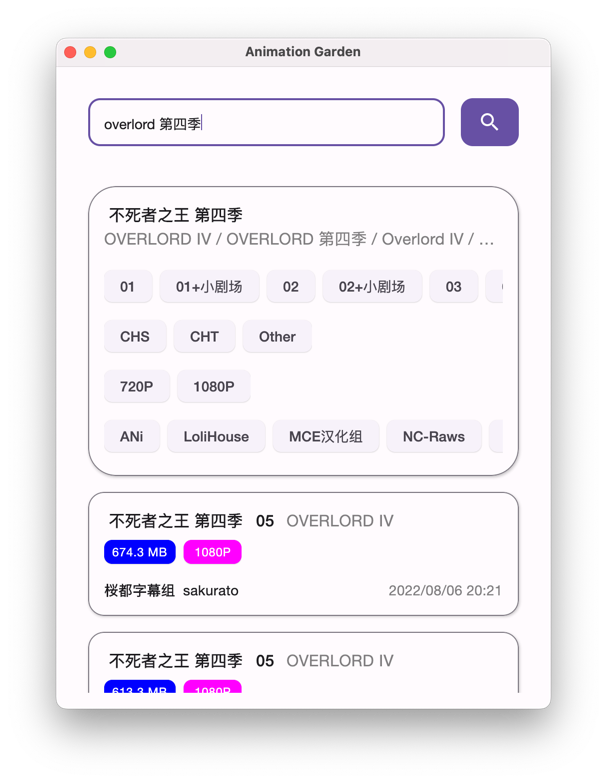 Animation Garden
overlord 第四季
不死者之王 第四季
OVERLORD IV / OVERLORD 第四季 / Overlord IV / …
01 01+小剧场 02 02+小剧场 03
CHS CHT Other
720P 1080P
ANi LoliHouse MCE汉化组 NC-Raws
不死者之王 第四季 05 OVERLORD IV
674.3 MB 1080P
桜都字幕组 sakurato 2022/08/06 20:21
不死者之王 第四季 05 OVERLORD IV
613.3 MB 1080P